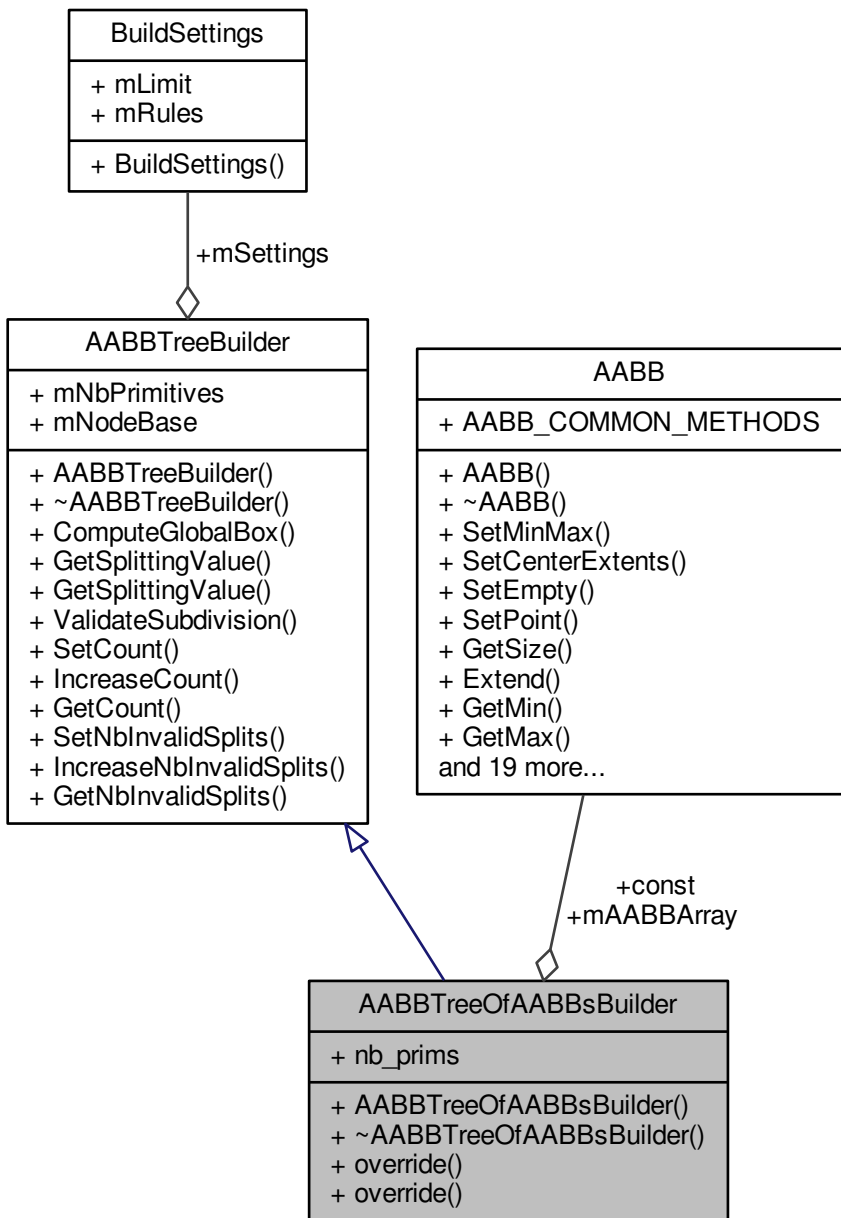 BuildSettings
+ mLimit
+ mRules
+ BuildSettings()
+mSettings
AABBTreeBuilder
+ mNbPrimitives
+ mNodeBase
+ AABBTreeBuilder()
+ ~AABBTreeBuilder()
+ ComputeGlobalBox()
+ GetSplittingValue()
+ GetSplittingValue()
+ ValidateSubdivision()
+ SetCount()
+ IncreaseCount()
+ GetCount()
+ SetNbInvalidSplits()
+ IncreaseNbInvalidSplits()
+ GetNbInvalidSplits()
AABB
+ AABB_COMMON_METHODS
+ AABB()
+ ~AABB()
+ SetMinMax()
+ SetCenterExtents()
+ SetEmpty()
+ SetPoint()
+ GetSize()
+ Extend()
+ GetMin()
+ GetMax()
and 19 more...
+const
+mAABBArray
AABBTreeOfAABBsBuilder
+ nb_prims
+ AABBTreeOfAABBsBuilder()
+ ~AABBTreeOfAABBsBuilder()
+ override()
+ override()